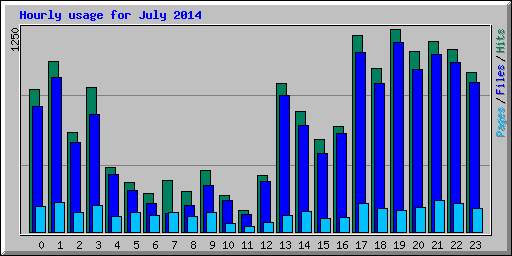 Hourly usage for July 2014
1250
Pages/Files/Hits
0 1 2 3 4 5 6 7 8 9 10 11 12 13 14 15 16 17 18 19 20 21 22 23